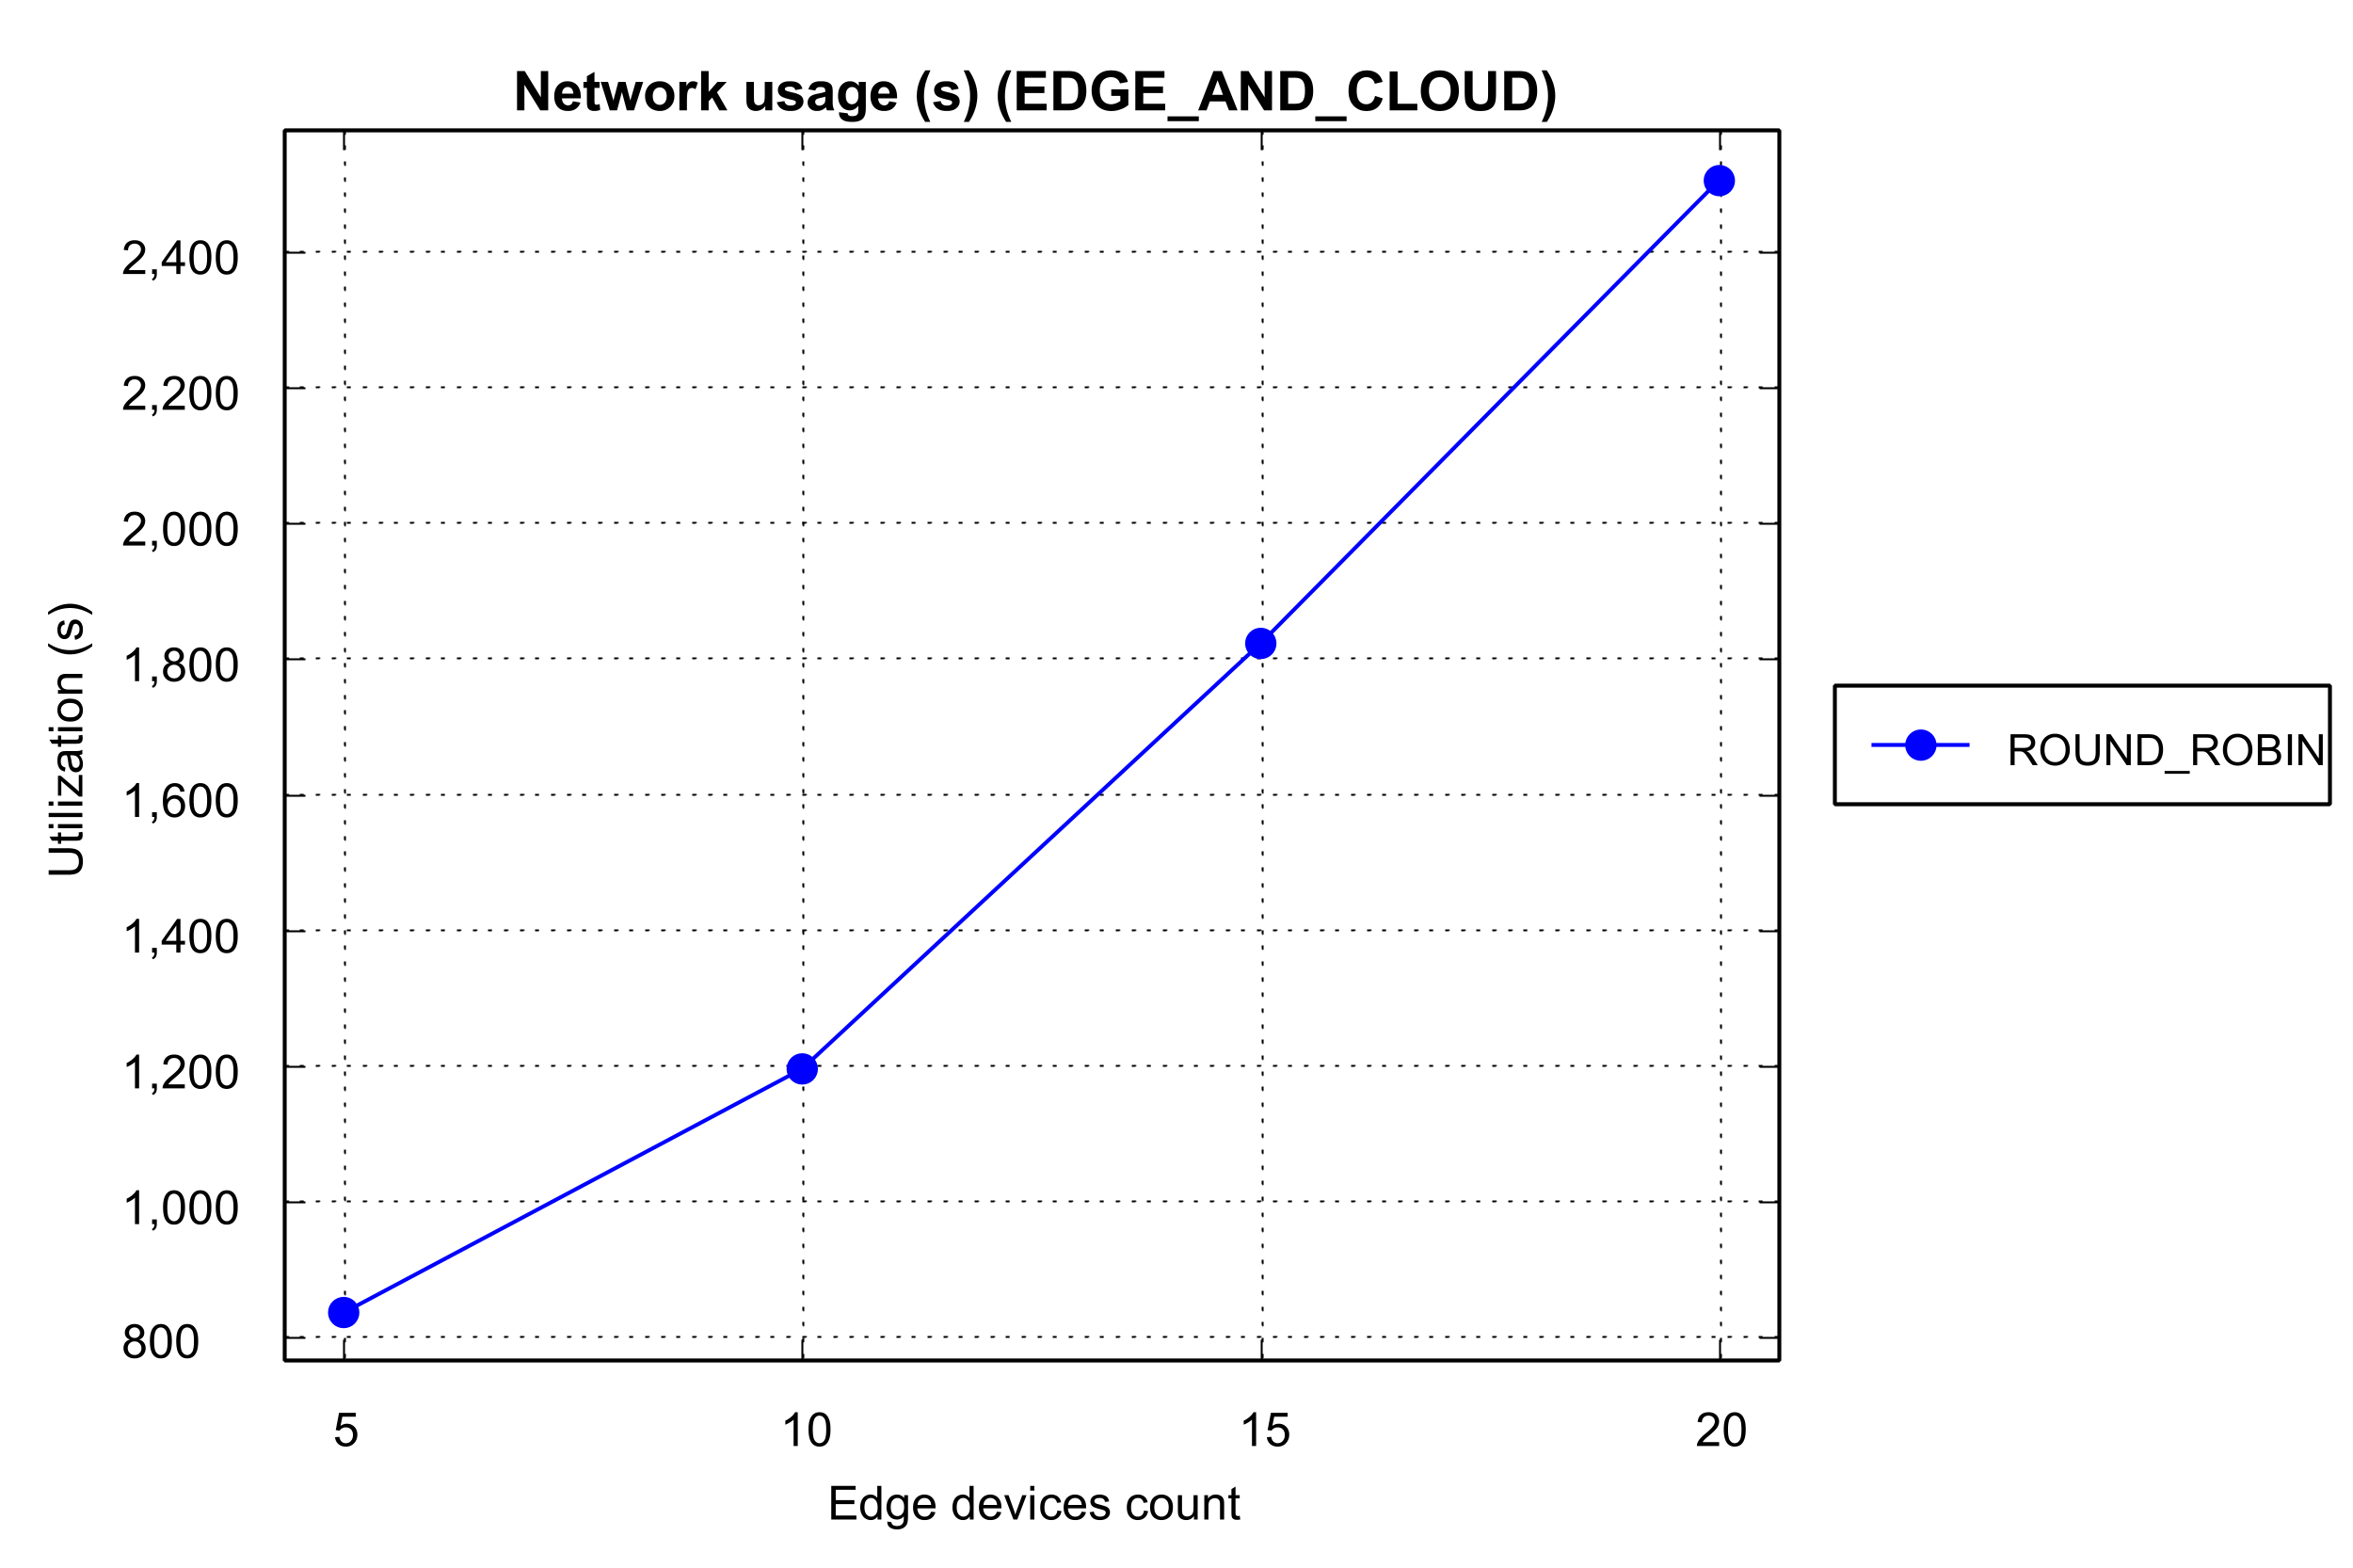 Network usage (s) (EDGE_AND_CLOUD)
2,400
2,200
2,000
1,800
1,600
1,400
1,200
1,000
800
Utilization (s)
5 10 15 20
Edge devices count
ROUND_ROBIN